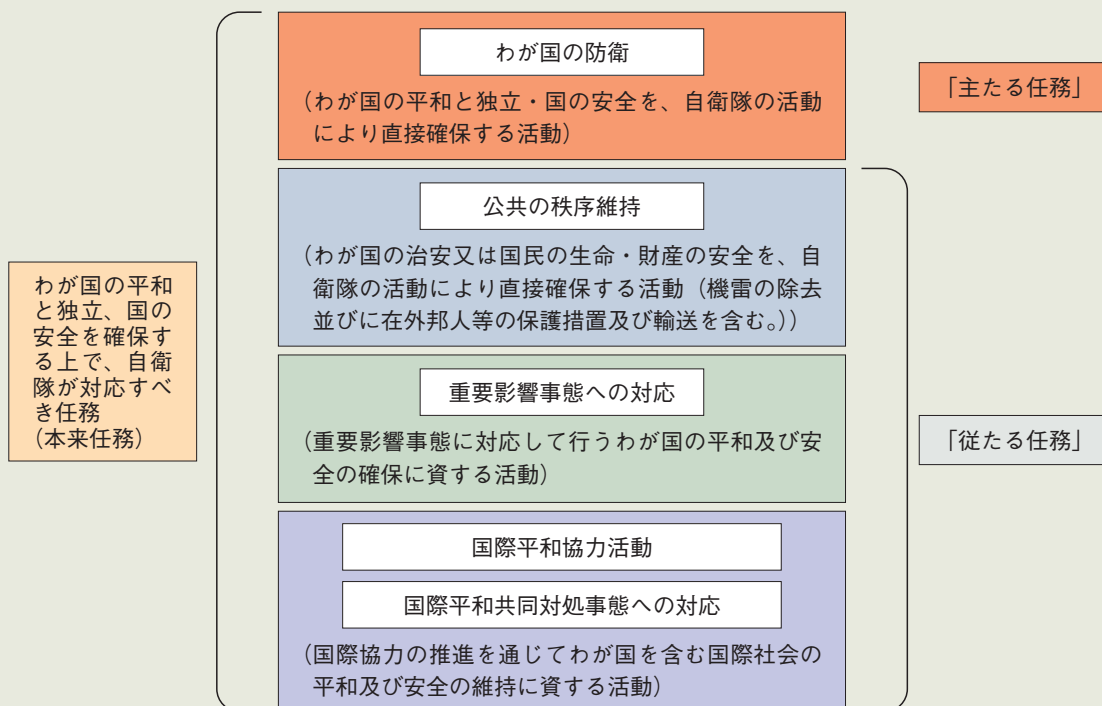 わが国の防衛
(わが国の平和と独立・国の安全を、自衛隊の活動
により直接確保する活動)
「主たる任務」
公共の秩序維持
(わが国の治安又は国民の生命・財産の安全を、自
衛隊の活動により直接確保する活動(機雷の除去
並びに在外邦人等の保護措置及び輸送を含む。))
わが国の平和
と独立、国の
安全を確保す
る上で、自衛
隊が対応すべ
き任務
(本来任務)
重要影響事態への対応
(重要影響事態に対応して行うわが国の平和及び安
全の確保に資する活動)
「従たる任務」
国際平和協力活動
国際平和共同対処事態への対応
(国際協力の推進を通じてわが国を含む国際社会の
平和及び安全の維持に資する活動)